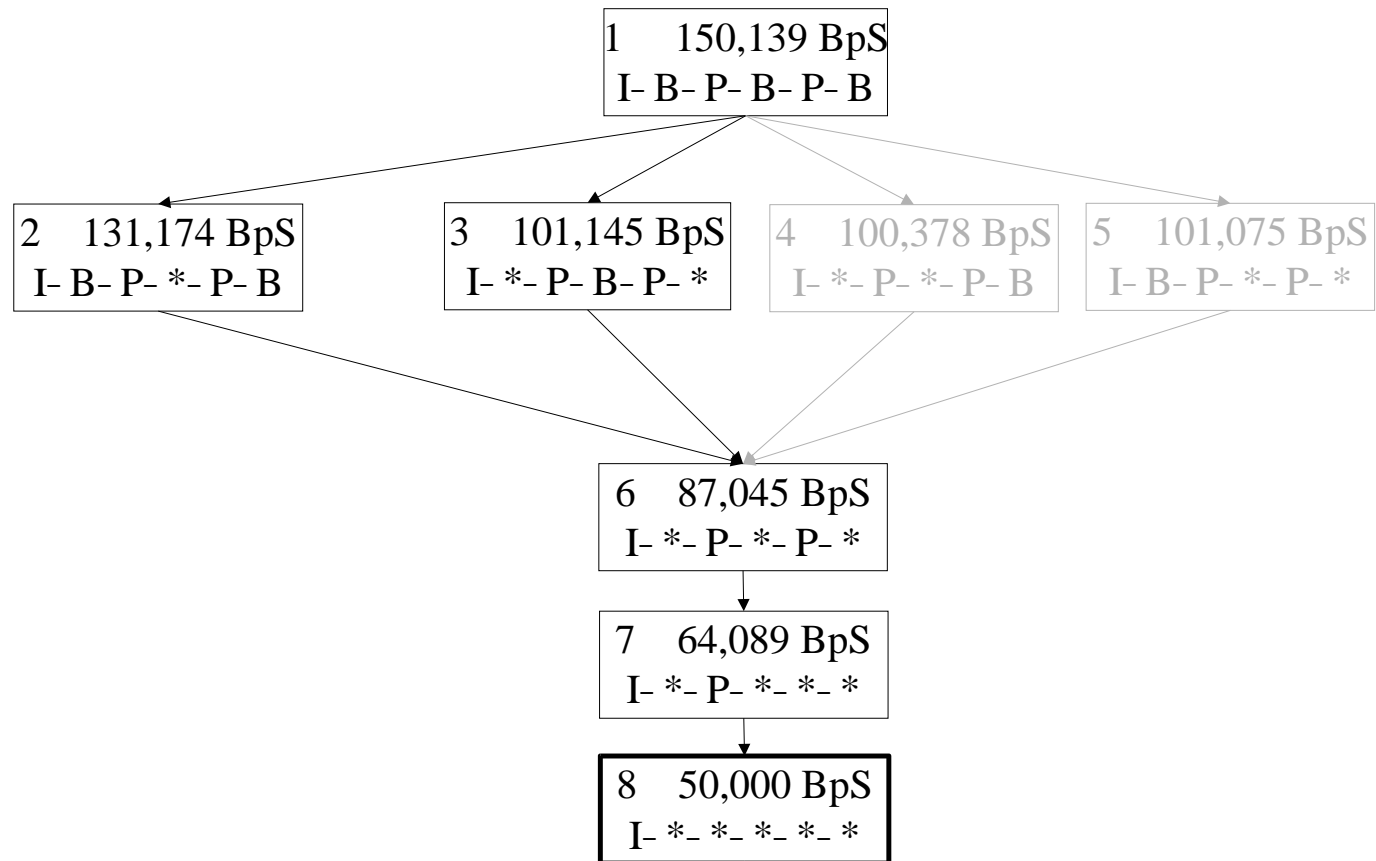 1 150,139 BpS
I- B- P- B- P- B
2 131,174 BpS
I- B- P- *- P- B
3 101,145 BpS
I- *- P- B- P- *
4 100,378 BpS
I- *- P- *- P- B
5 101,075 BpS
I- B- P- *- P- *
6 87,045 BpS
I- *- P- *- P- *
7 64,089 BpS
I- *- P- *- *- *
8 50,000 BpS
I- *- *- *- *- *